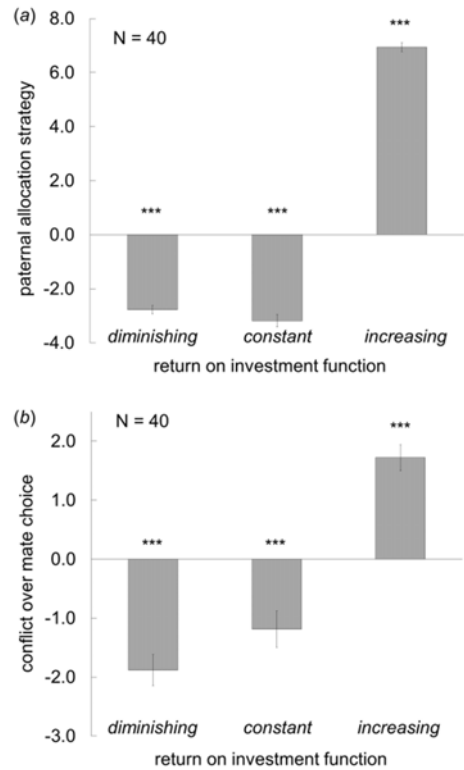 (a)
N = 40
paternal allocation strategy
8.0
6.0
4.0
2.0
0.0
-2.0
-4.0
***
***
***
diminishing
constant
increasing
return on investment function
(b)
N = 40
conflict over mate choice
2.0
1.0
0.0
-1.0
-2.0
-3.0
***
***
***
diminishing
constant
increasing
return on investment function